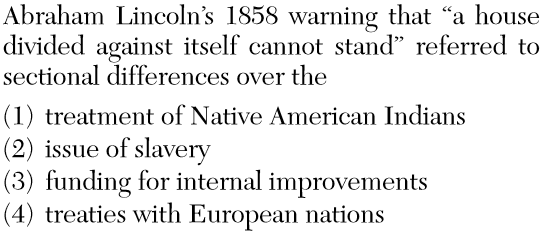 Abraham Lincoln’s 1858 warning that “a house
divided against itself cannot stand” referred to
sectional differences over the
(1) treatment of Native American Indians
(2) issue of slavery
(3) funding for internal improvements
(4) treaties with European nations